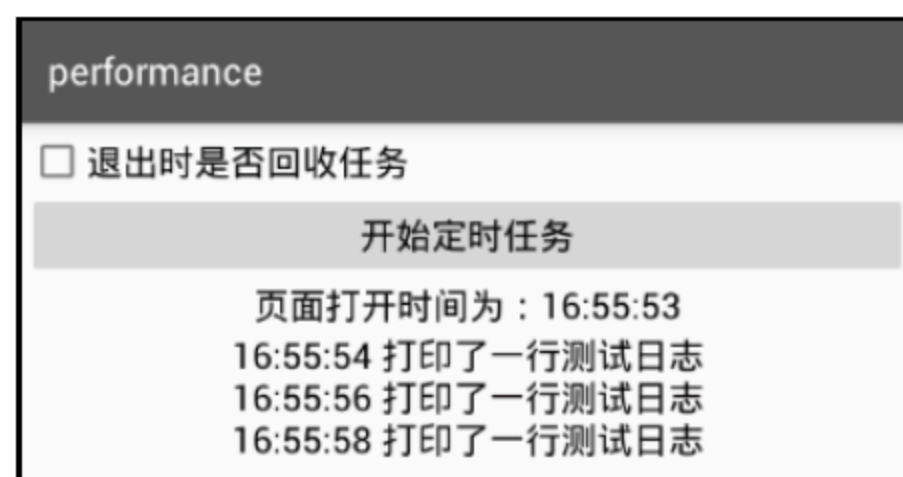 performance
退出时是否回收任务
开始定时任务
页面打开时间为：16:55:53
16:55:54 打印了一行测试日志
16:55:56 打印了一行测试日志
16:55:58 打印了一行测试日志